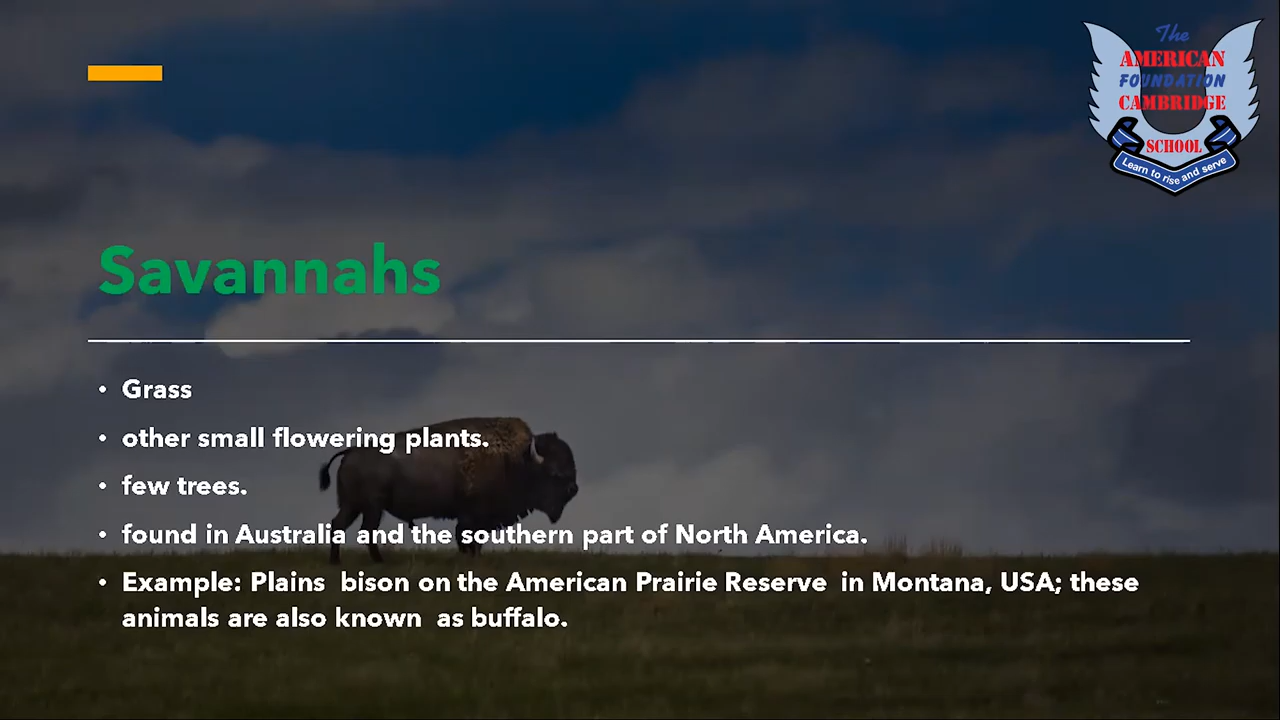 The
AMERICAN
FOUNDATION
CAMBRIDGE
SCHOOL
Learn to rise and serve
Savannahs
• Grass
• other small flowering plants.
• few trees.
• found in Australia and the southern part of North America.
• Example: Plains bison on the American Prairie Reserve in Montana, USA; these
animals are also known as buffalo.